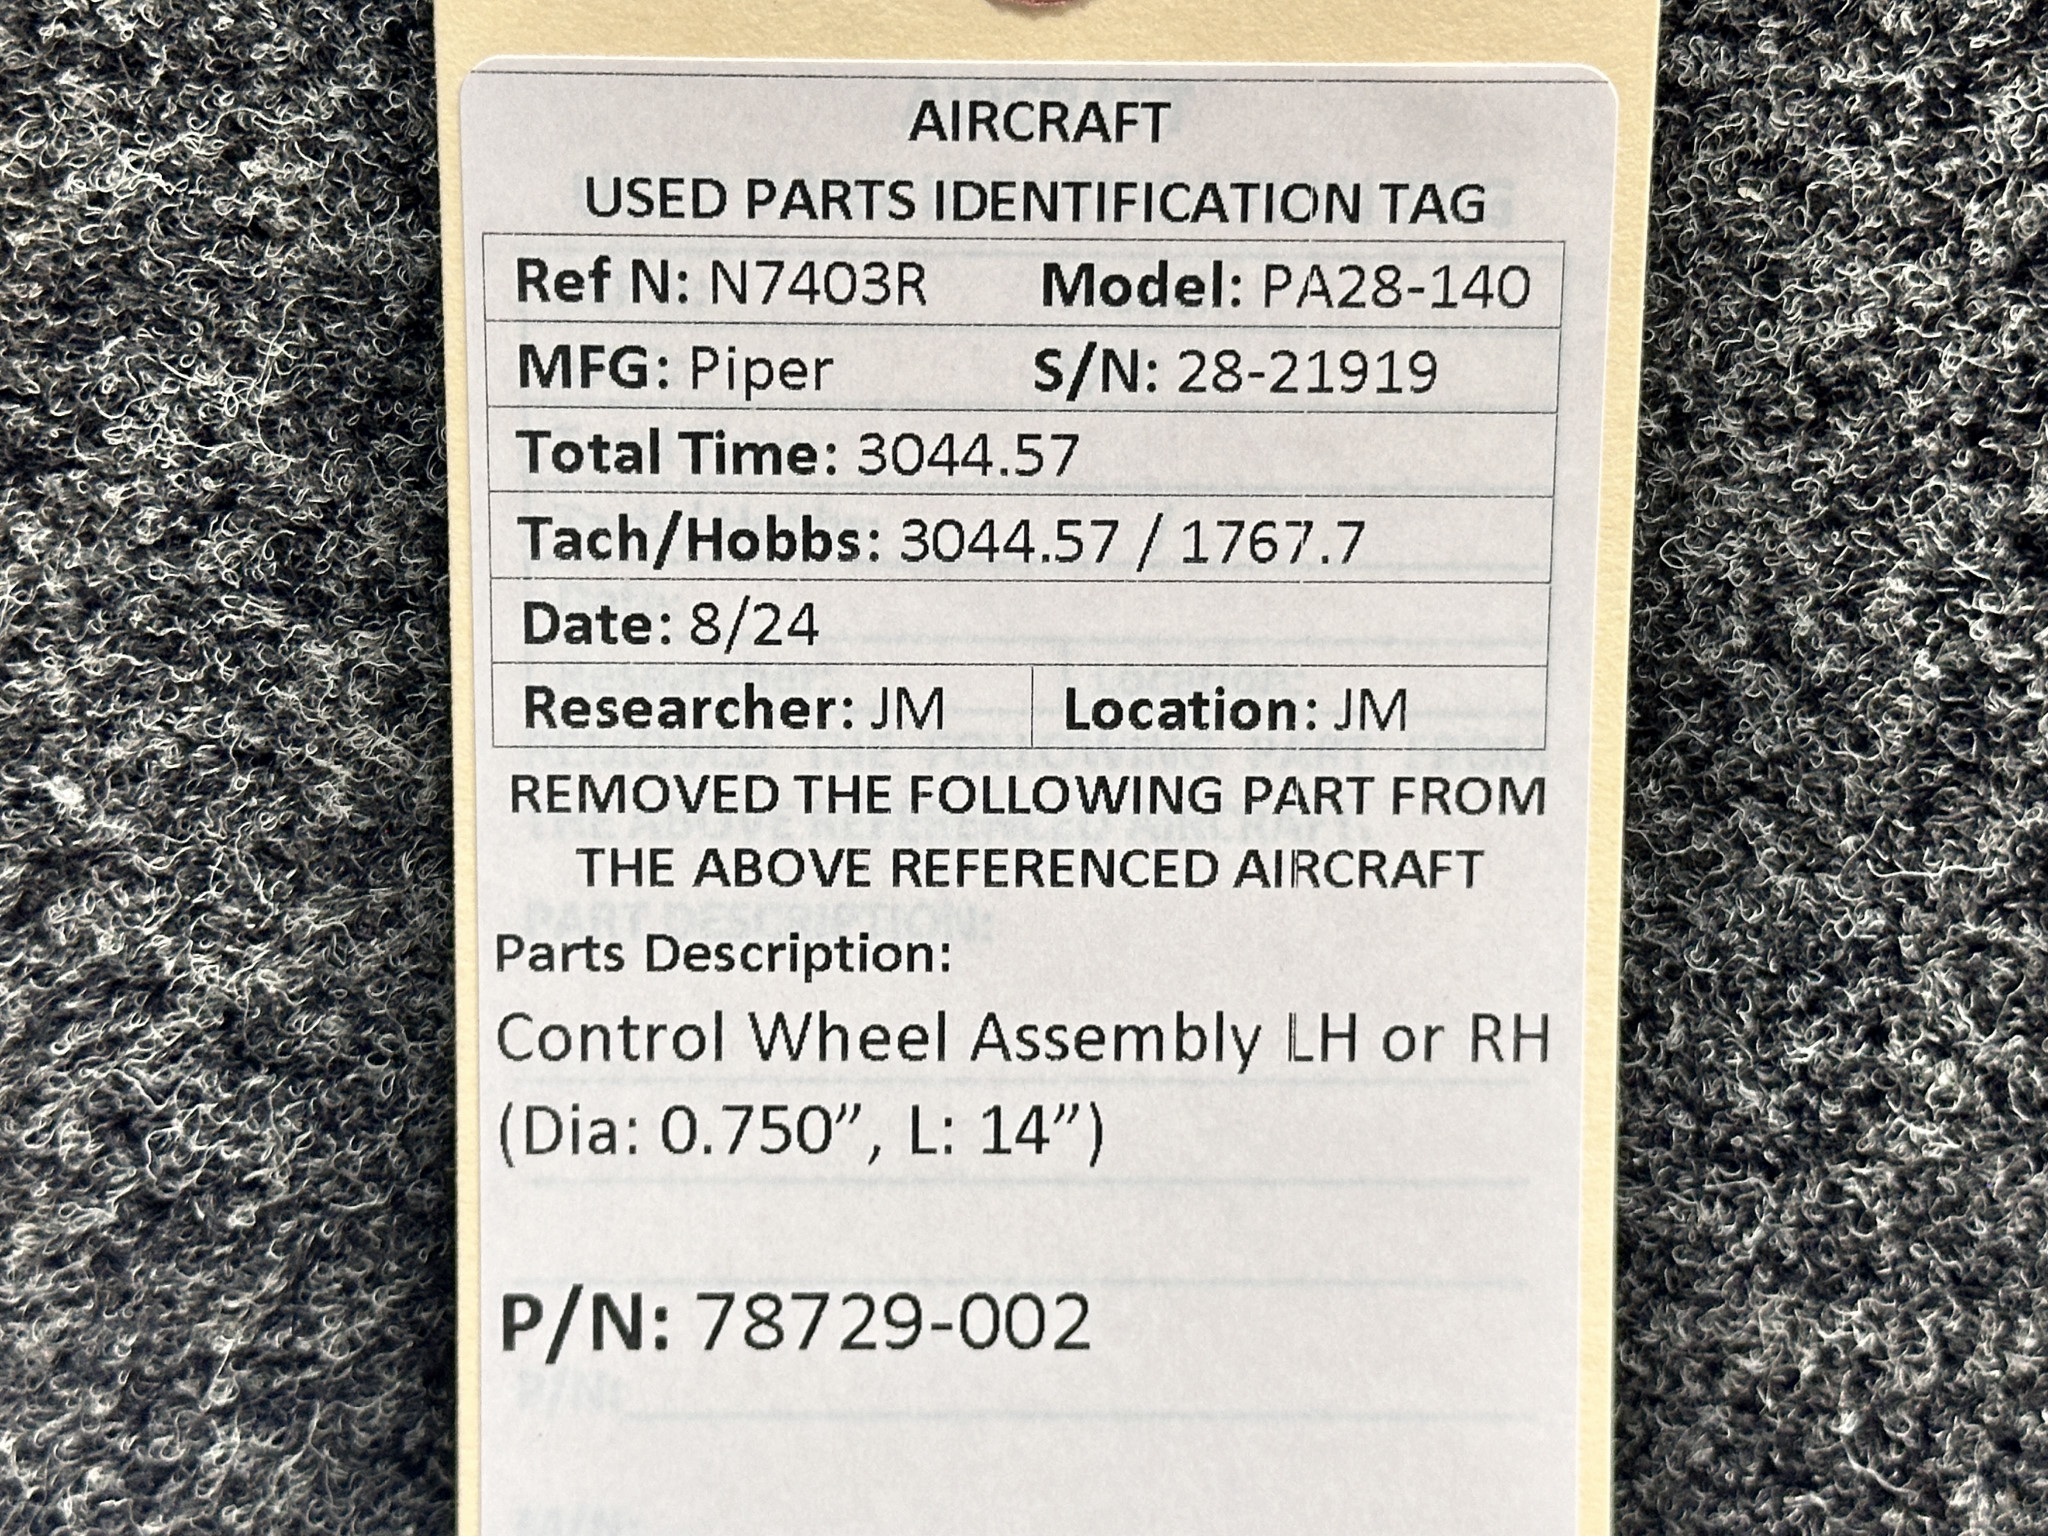 AIRCRAFT
USED PARTS IDENTIFICATION TAG
Ref N: N7403R Model: PA28-140
MFG: Piper S/N: 28-21919
Total Time: 3044.57
Tach/Hobbs: 3044.57 / 1767.7
Date: 8/24
Researcher: JM Location: JM
REMOVED THE FOLLOWING PART FROM
THE ABOVE REFERENCED AIRCRAFT
Parts Description:
Control Wheel Assembly LH or RH
(Dia: 0.750”, L: 14”)
P/N: 78729-002